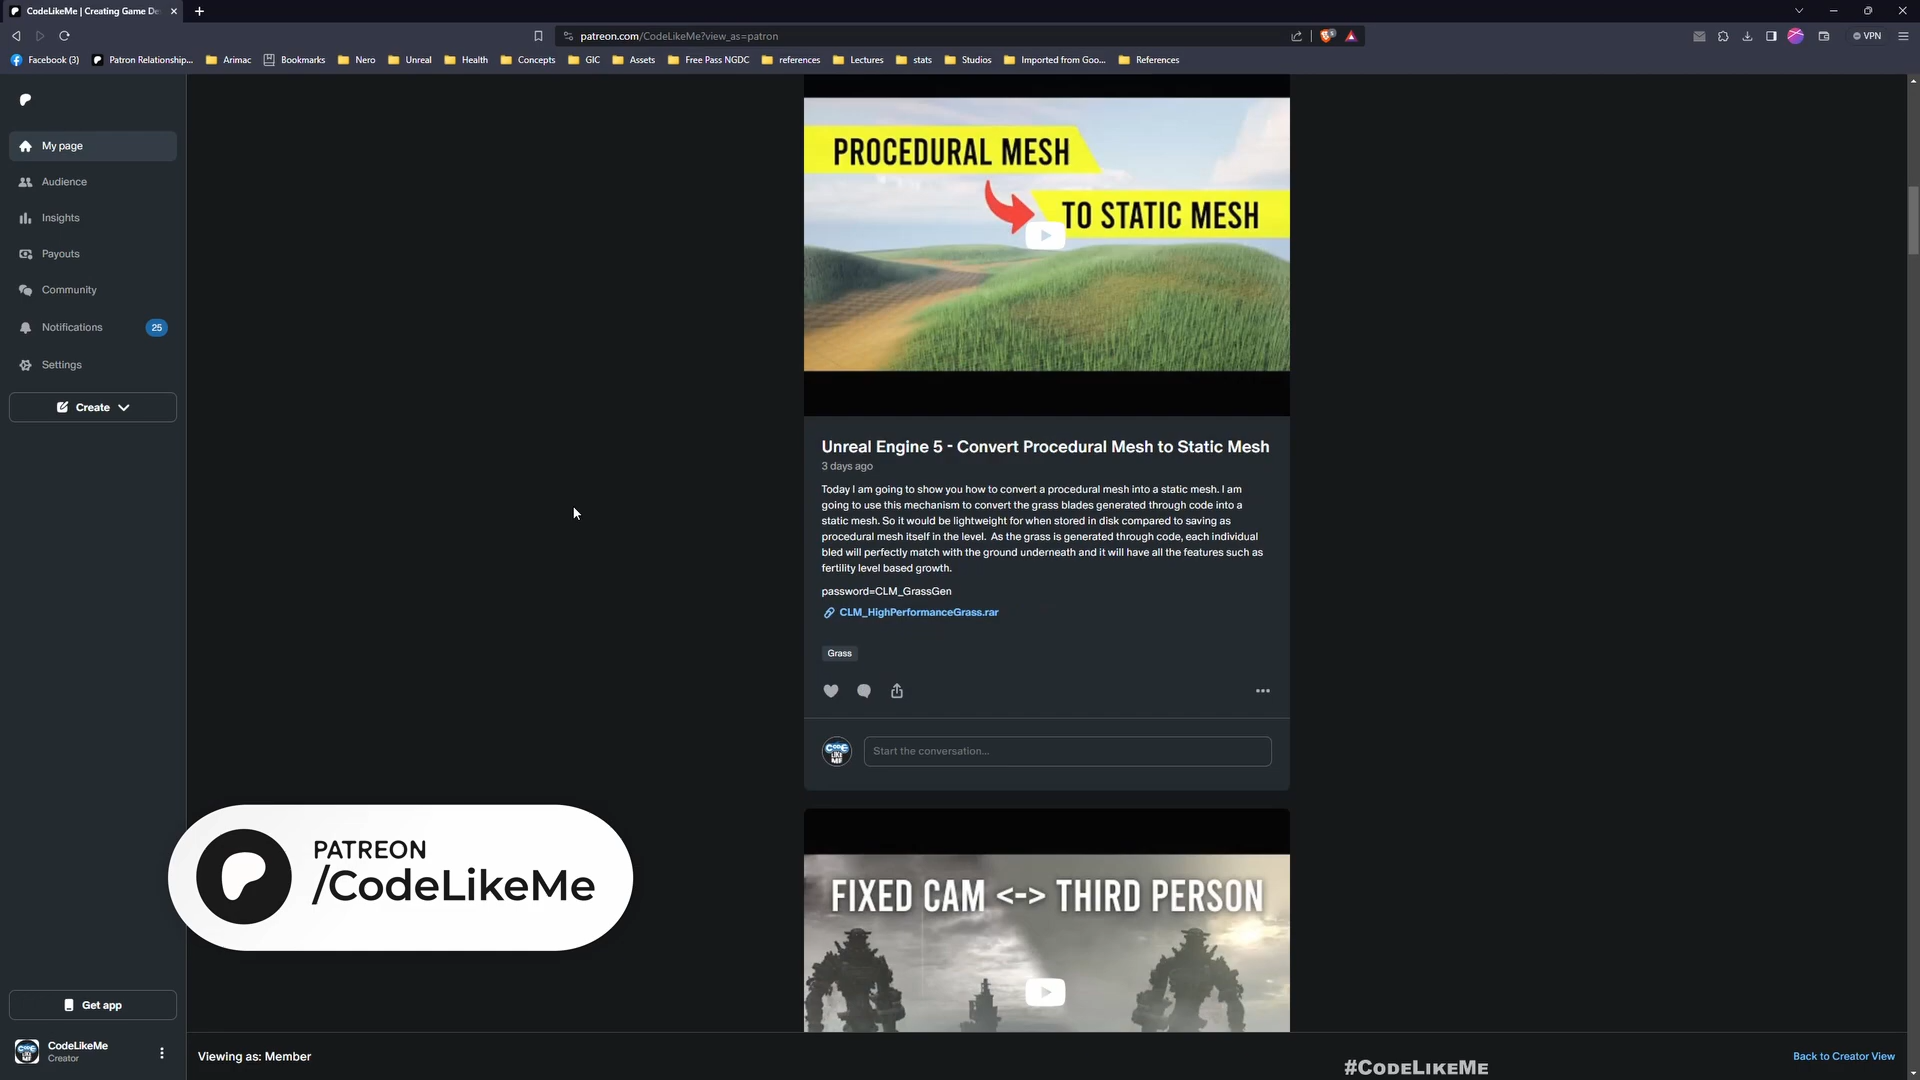 CodeLikeMe | Creating Game De
patreon.com/CodeLikeMe?view_as=patron
VPN
Facebook (3)
Patron Relationship...
Arimac
Bookmarks
Nero
Unreal
Health
Concepts
GIC
Assets
Free Pass NGDC
references
Lectures
stats
Studios
Imported from Goo...
References
My page
Audience
Insights
Payouts
Community
Notifications
25
Settings
Create
PROCEDURAL MESH
TO STATIC MESH
Unreal Engine 5 - Convert Procedural Mesh to Static Mesh
3 days ago
Today I am going to show you how to convert a procedural mesh into a static mesh. I am
going to use this mechanism to convert the grass blades generated through code into a
static mesh. So it would be lightweight for when stored in disk compared to saving as
procedural mesh itself in the level. As the grass is generated through code, each individual
bled will perfectly match with the ground underneath and it will have all the features such as
fertility level based growth.
password=CLM_GrassGen
CLM_HighPerformanceGrass.rar
Grass
CODE
LIKE
ME
Start the conversation...
PATREON
/CodeLikeMe
FIXED CAM <-> THIRD PERSON
Get app
CodeLikeMe
Creator
Viewing as: Member
#CODELIKEME
Back to Creator View